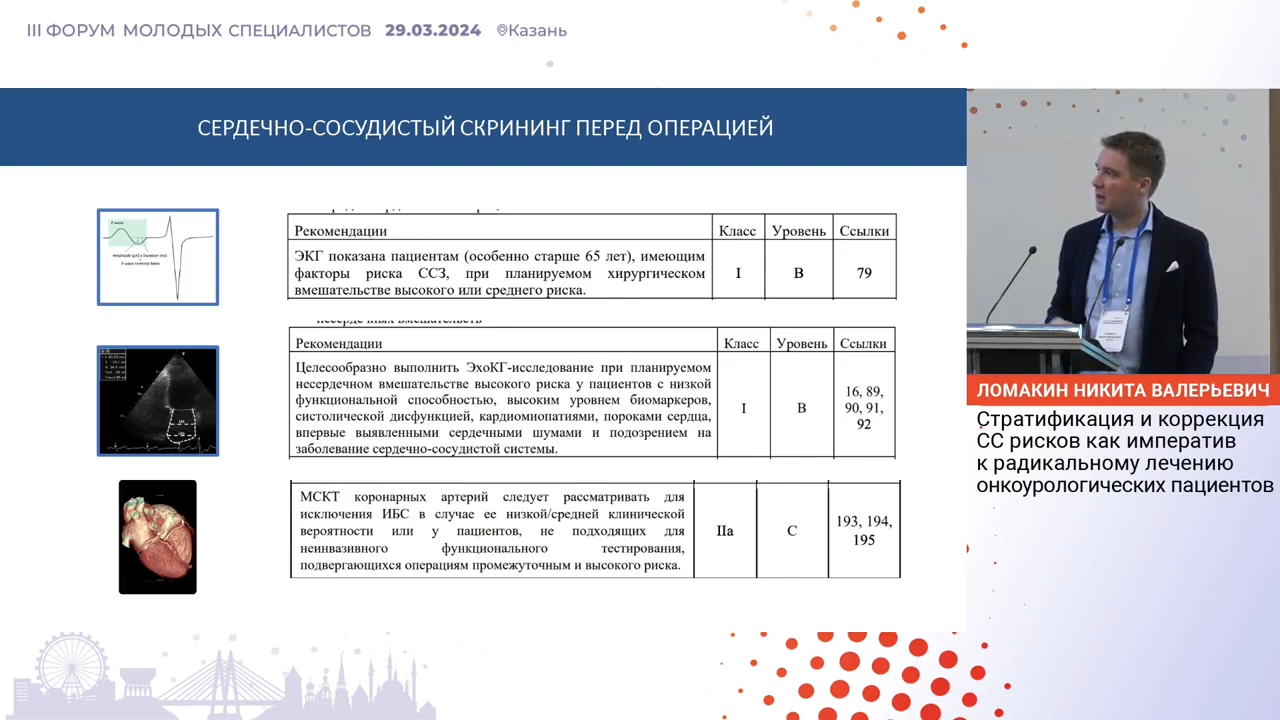 III ФОРУМ МОЛОДЫХ СПЕЦИАЛИСТОВ 29.03.2024 Казань
СЕРДЕЧНО-СОСУДИСТЫЙ СКРИНИНГ ПЕРЕД ОПЕРАЦИЕЙ
P-wave
Рекомендации Класс Уровень Ссылки
ЭКГ показана пациентам (особенно старше 65 лет), имеющим
факторы риска ССЗ, при планируемом хирургическом
вмешательстве высокого или среднего риска.
I B 79
Рекомендации Класс Уровень Ссылки
Целесообразно выполнить ЭхоКГ-исследование при планируемом
несердечном вмешательстве высокого риска у пациентов с низкой
функциональной способностью, высоким уровнем биомаркеров,
систолической дисфункцией, кардиомиопатиями, пороками сердца,
впервые выявленными сердечными шумами и подозрением на
заболевание сердечно-сосудистой системы.
I B
16, 89,
90, 91,
92
МСКТ коронарных артерий следует рассматривать для
исключения ИБС в случае ее низкой/средней клинической
вероятности или у пациентов, не подходящих для
неинвазивного функционального тестирования,
подвергающихся операциям промежуточным и высокого риска.
IIa C
193, 194,
195
ЛОМАКИН НИКИТА ВАЛЕРЬЕВИЧ
Стратификация и коррекция
СС рисков как императив
к радикальному лечению
онкоурологических пациентов